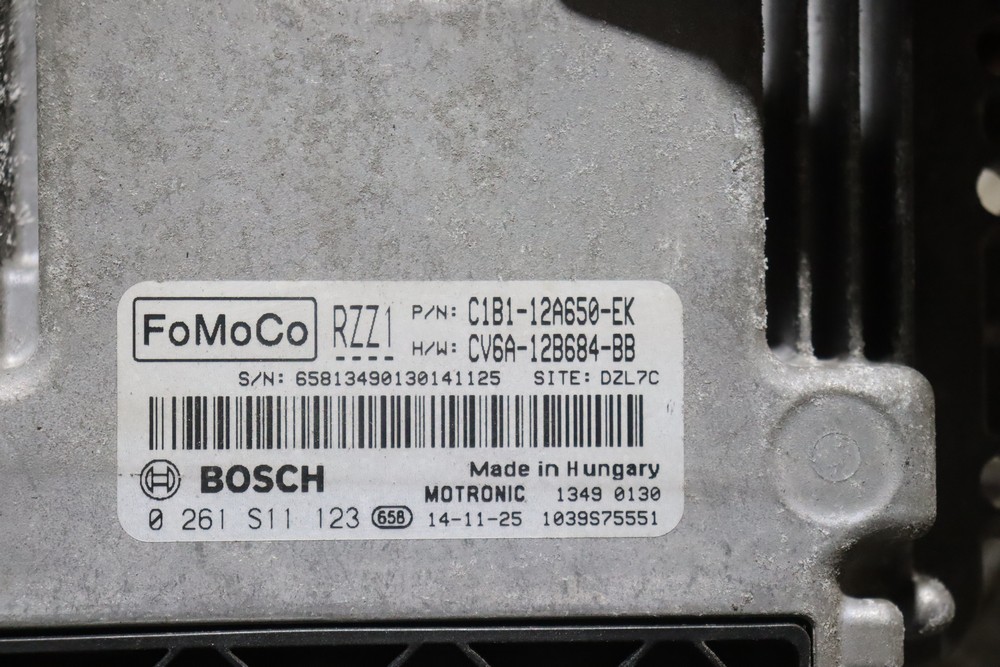 FoMoCo RZZ1 P/N: C1B1-12A650-EK
H/W: CV6A-12B684-BB
S/N: 65813490130141125 SITE: DZL7C
BOSCH Made in Hungary
MOTRONIC 1349 0130
0 261 S11 123 658 14-11-25 1039S75551